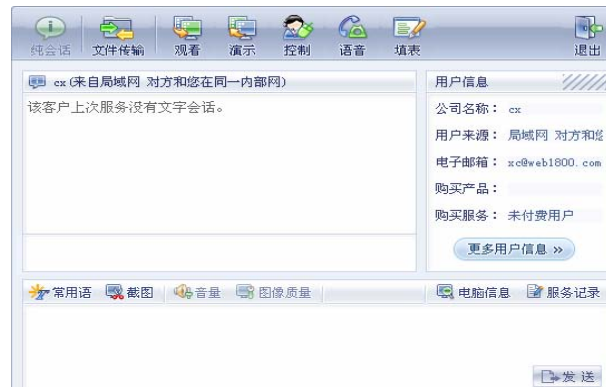 纯会话 文件传输 观看 演示 控制 语音 填表 退出
cx(来自局域网 对方和您在同一内部网)
该客户上次服务没有文字会话。
用户信息
公司名称： cx
用户来源： 局域网 对方和您
电子邮箱： xc@web1800.com
购买产品：
购买服务： 未付费用户
更多用户信息 »
常用语 截图 音量 图像质量 电脑信息 服务记录
发 送